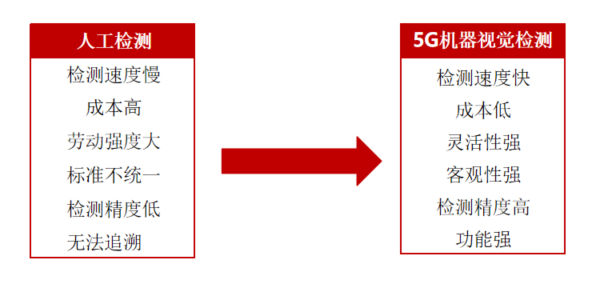 人工检测
检测速度慢
成本高
劳动强度大
标准不统一
检测精度低
无法追溯
5G机器视觉检测
检测速度快
成本低
灵活性强
客观性强
检测精度高
功能强